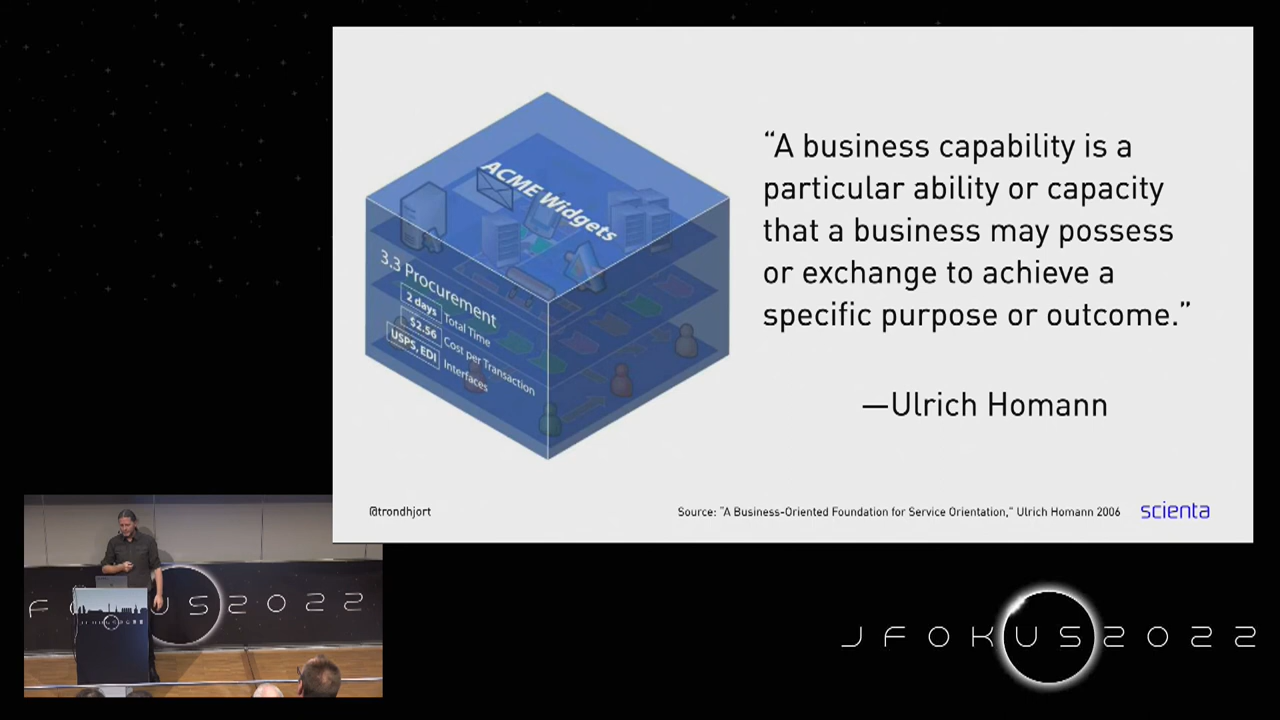 ACME Widgets
3.3 Procurement
2 days Total Time
$2.56 Cost per Transaction
USPS, EDI Interfaces
“A business capability is a
particular ability or capacity
that a business may possess
or exchange to achieve a
specific purpose or outcome.”
—Ulrich Homann
@trondhjort
Source: “A Business-Oriented Foundation for Service Orientation,” Ulrich Homann 2006
scienta
JFOKUS2022
JFOKUS2022